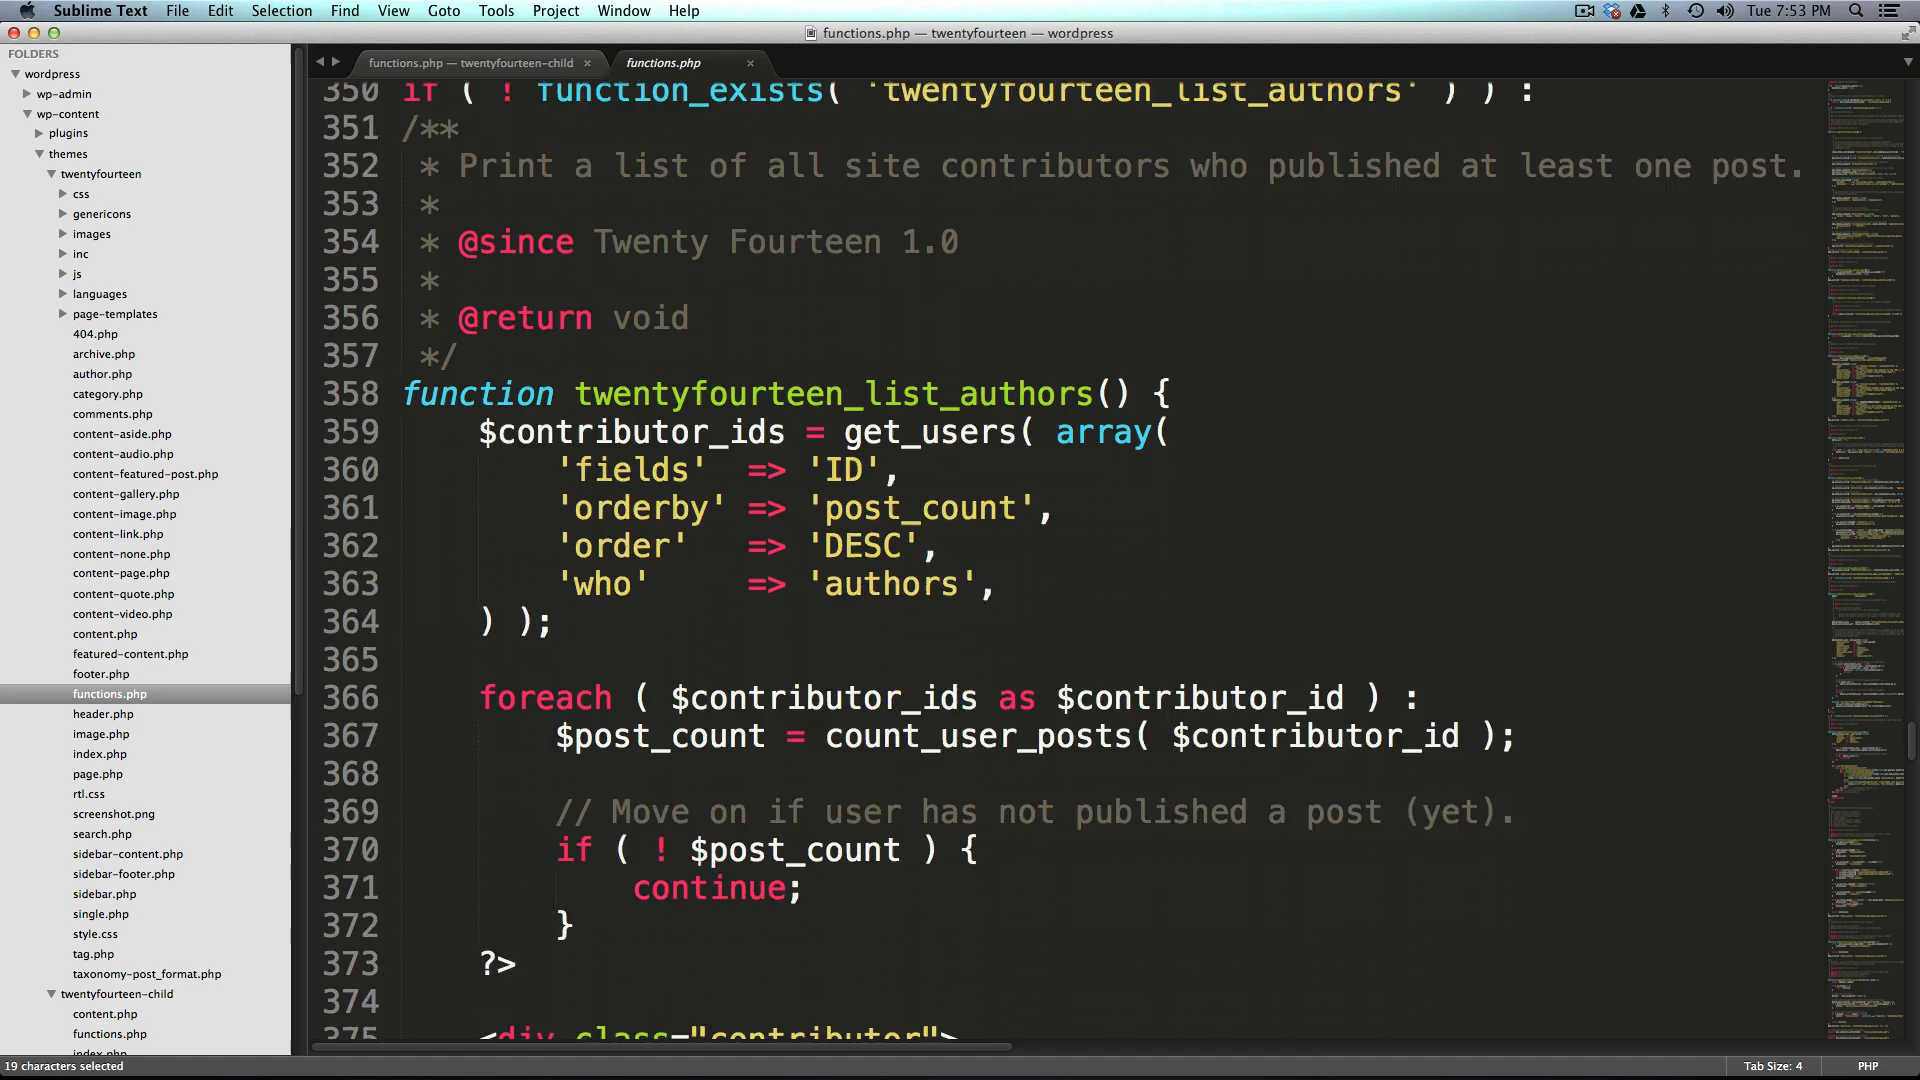 Sublime Text File Edit Selection Find View Goto Tools Project Window Help Tue 7:53 PM
functions.php — twentyfourteen — wordpress
FOLDERS
wordpress
wp-admin
wp-content
plugins
themes
twentyfourteen
css
genericons
images
inc
js
languages
page-templates
404.php
archive.php
author.php
category.php
comments.php
content-aside.php
content-audio.php
content-featured-post.php
content-gallery.php
content-image.php
content-link.php
content-none.php
content-page.php
content-quote.php
content-video.php
content.php
featured-content.php
footer.php
functions.php
header.php
image.php
index.php
page.php
rtl.css
screenshot.png
search.php
sidebar-content.php
sidebar-footer.php
sidebar.php
single.php
style.css
tag.php
taxonomy-post_format.php
twentyfourteen-child
content.php
functions.php
index.php
functions.php — twentyfourteen-child × functions.php ×
350 if ( ! function_exists( 'twentyfourteen_list_authors' ) ) :
351 /**
352 * Print a list of all site contributors who published at least one post.
353 *
354 * @since Twenty Fourteen 1.0
355 *
356 * @return void
357 */
358 function twentyfourteen_list_authors() {
359 $contributor_ids = get_users( array(
360 'fields' => 'ID',
361 'orderby' => 'post_count',
362 'order' => 'DESC',
363 'who' => 'authors',
364 ) );
365
366 foreach ( $contributor_ids as $contributor_id ) :
367 $post_count = count_user_posts( $contributor_id );
368
369 // Move on if user has not published a post (yet).
370 if ( ! $post_count ) {
371 continue;
372 }
373 ?>
374
375 <div class="contributor">
19 characters selected Tab Size: 4 PHP